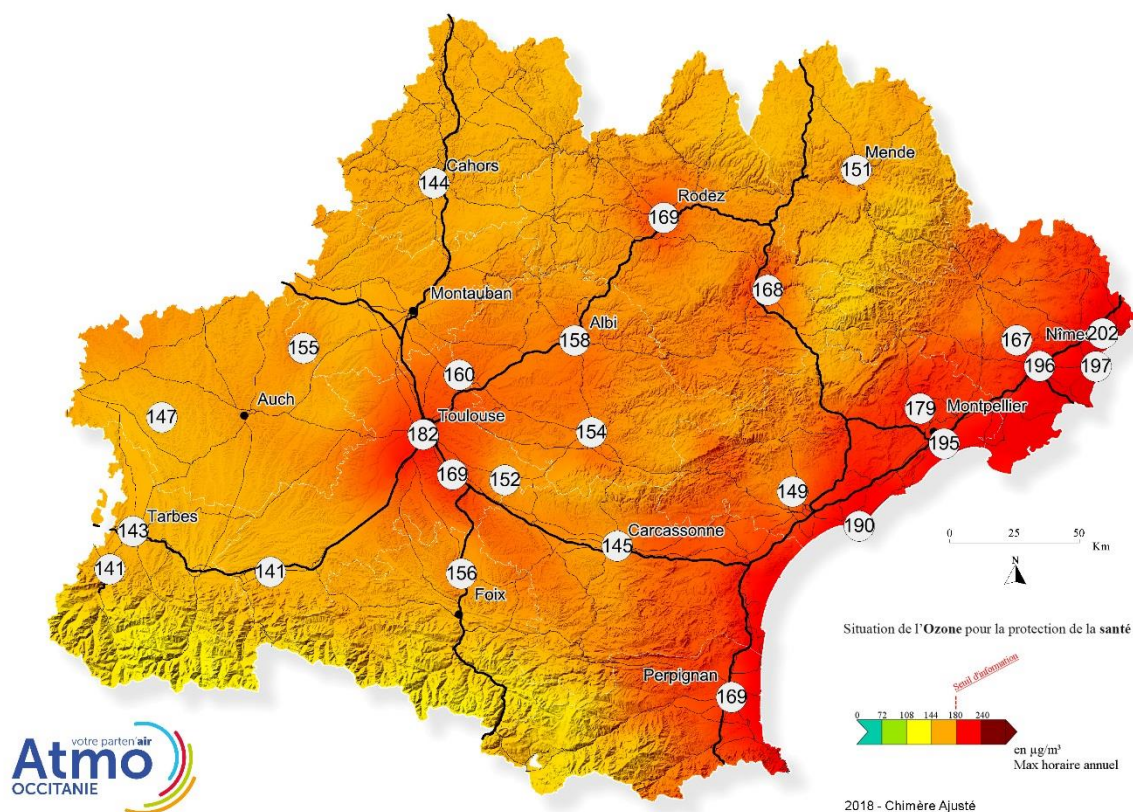 Cahors
144
Mende
151
Rodez
169
168
Montauban
Albi
158
155
160
Nîmes
202
167
196
197
Auch
147
Toulouse
182
179
Montpellier
195
154
169
152
149
190
Tarbes
143
141
141
Carcassonne
145
156
Foix
Perpignan
169
0 25 50
Km
N
Situation de l'Ozone pour la protection de la santé
Seuil d'information
0 72 108 144 180 240
en µg/m³
Max horaire annuel
votre parten'air
Atmo
OCCITANIE
2018 - Chimère Ajusté